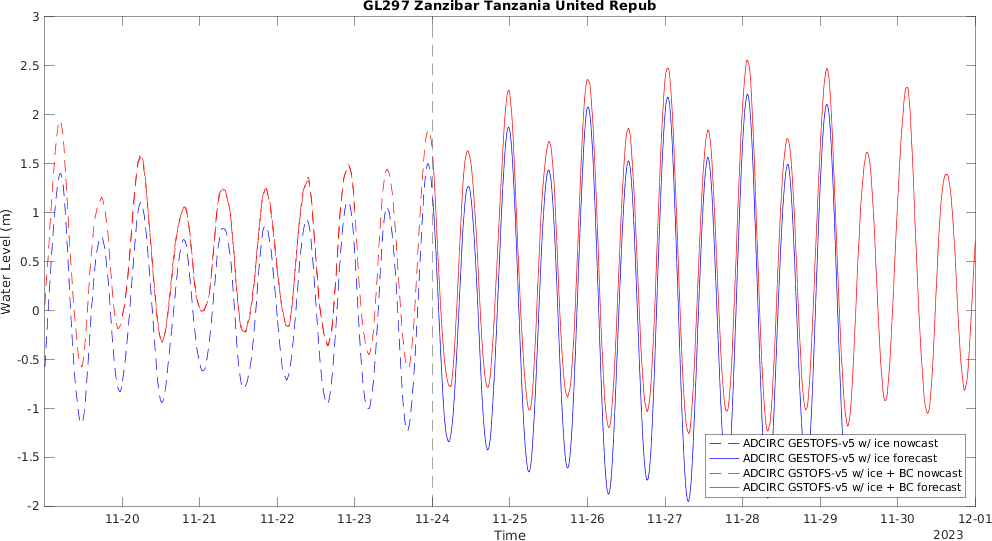 GL297 Zanzibar Tanzania United Repub
3
2.5
2
1.5
1
0.5
0
-0.5
-1
-1.5
-2
Water Level (m)
ADCIRC GESTOFS-v5 w/ ice nowcast
ADCIRC GESTOFS-v5 w/ ice forecast
ADCIRC GSTOFS-v5 w/ ice + BC nowcast
ADCIRC GSTOFS-v5 w/ ice + BC forecast
11-20 11-21 11-22 11-23 11-24 11-25 11-26 11-27 11-28 11-29 11-30 12-01
Time
2023